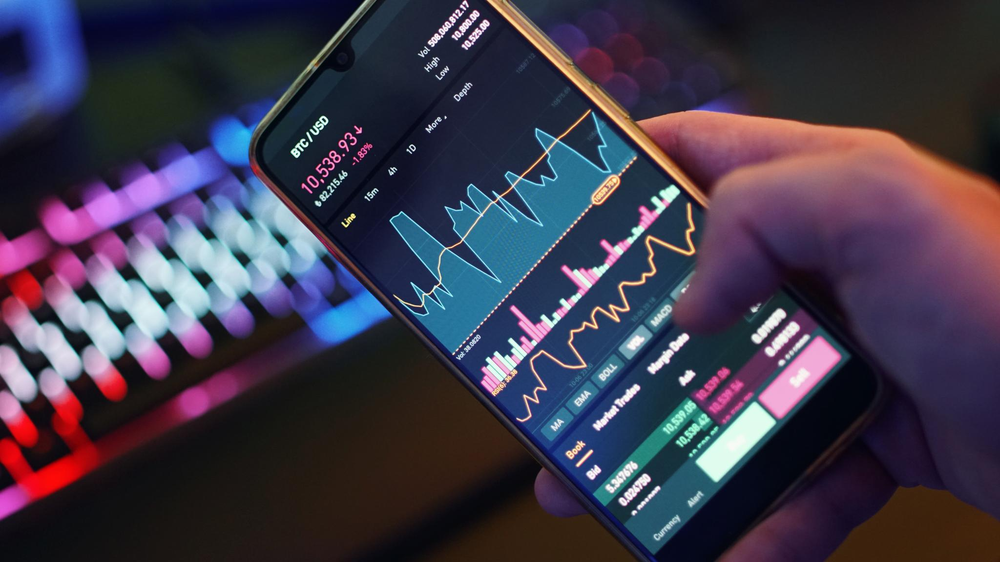 BTC / USD
10,538.93↓
₺82,215.46 -1.83%
Vol 508,060,812.17
High 10,800.00
Low 10,525.00
Line 15m 4h 1D More Depth
10587.12
10575.69
10539.75
Vol: 38.0820
RSI(6): 36.38
10-06 23:00 10-06 23:18
MA EMA BOLL VOL MACD
Book Market Trades Margin Data
Bid Ask
5.347676 10,539.05 10,539.06
0.024750 10,538.42 10,539.54
Sell
Currency Alert